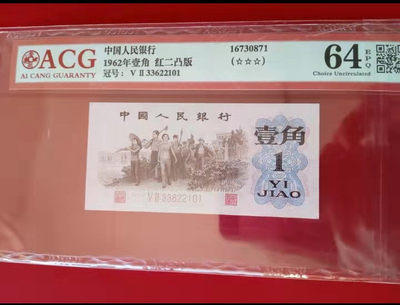 ACG
AI CANG GUARANTY
中国人民银行
1962年壹角 红二凸版
冠号: V Ⅱ 33622101
16730871
(☆☆☆)
64 EPQ
Choice Uncirculated
中国人民银行
壹角
1
YI
JIAO
V Ⅱ 33622101